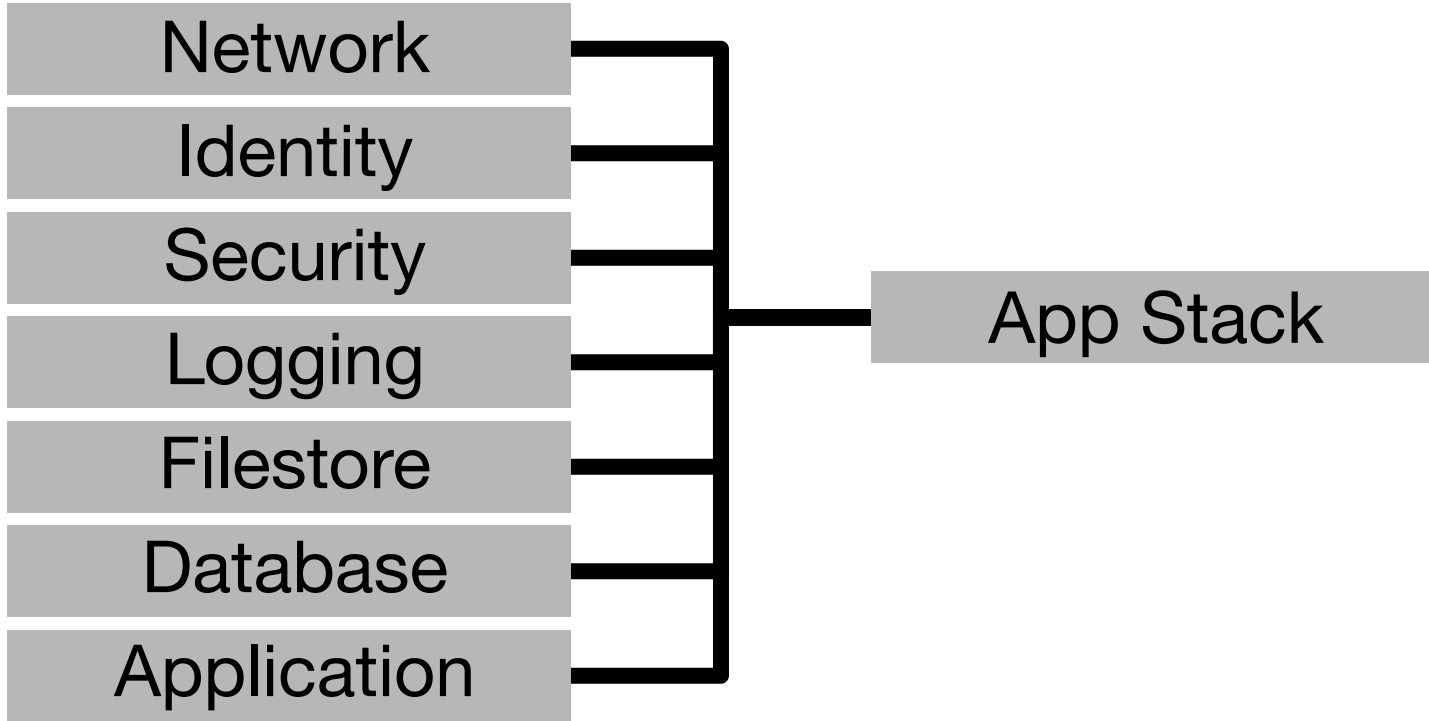 Network
Identity
Security
Logging
Filestore
Database
Application
App Stack